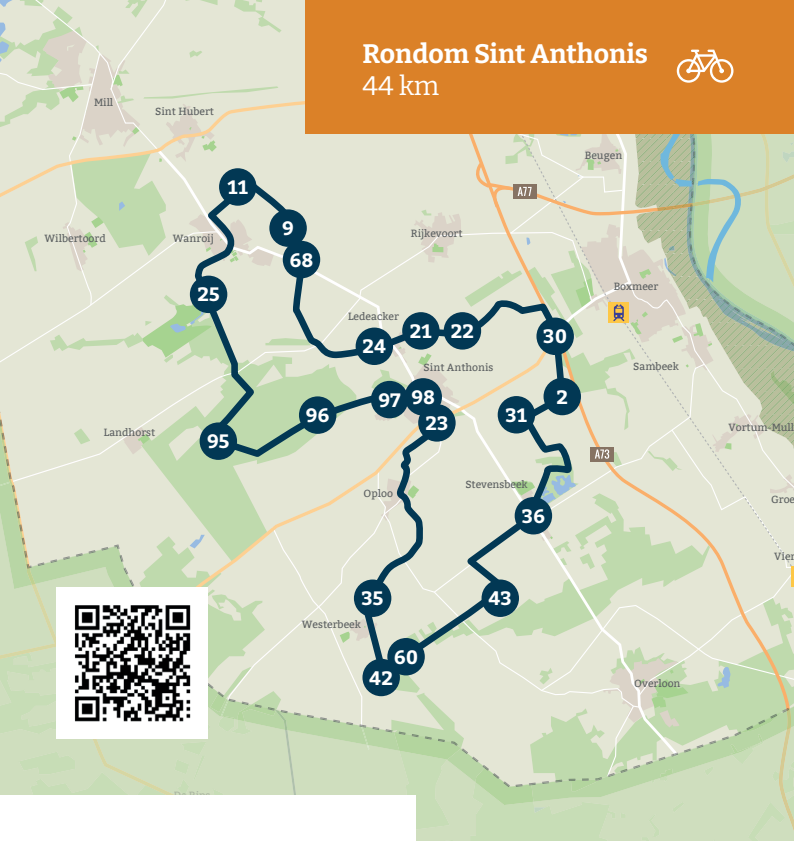 Rondom Sint Anthonis
44 km
Mill
Sint Hubert
Beugen
A77
11
9
Wilbertoord
Wanroij
Rijkevoort
68
25
Boxmeer
Ledeacker
21
22
30
24
Sint Anthonis
Sambeek
97
98
2
96
31
23
Landhorst
95
Vortum-Mull
A73
Oploo
Stevensbeek
Groe
36
Vier
35
43
Westerbeek
60
42
Overloon